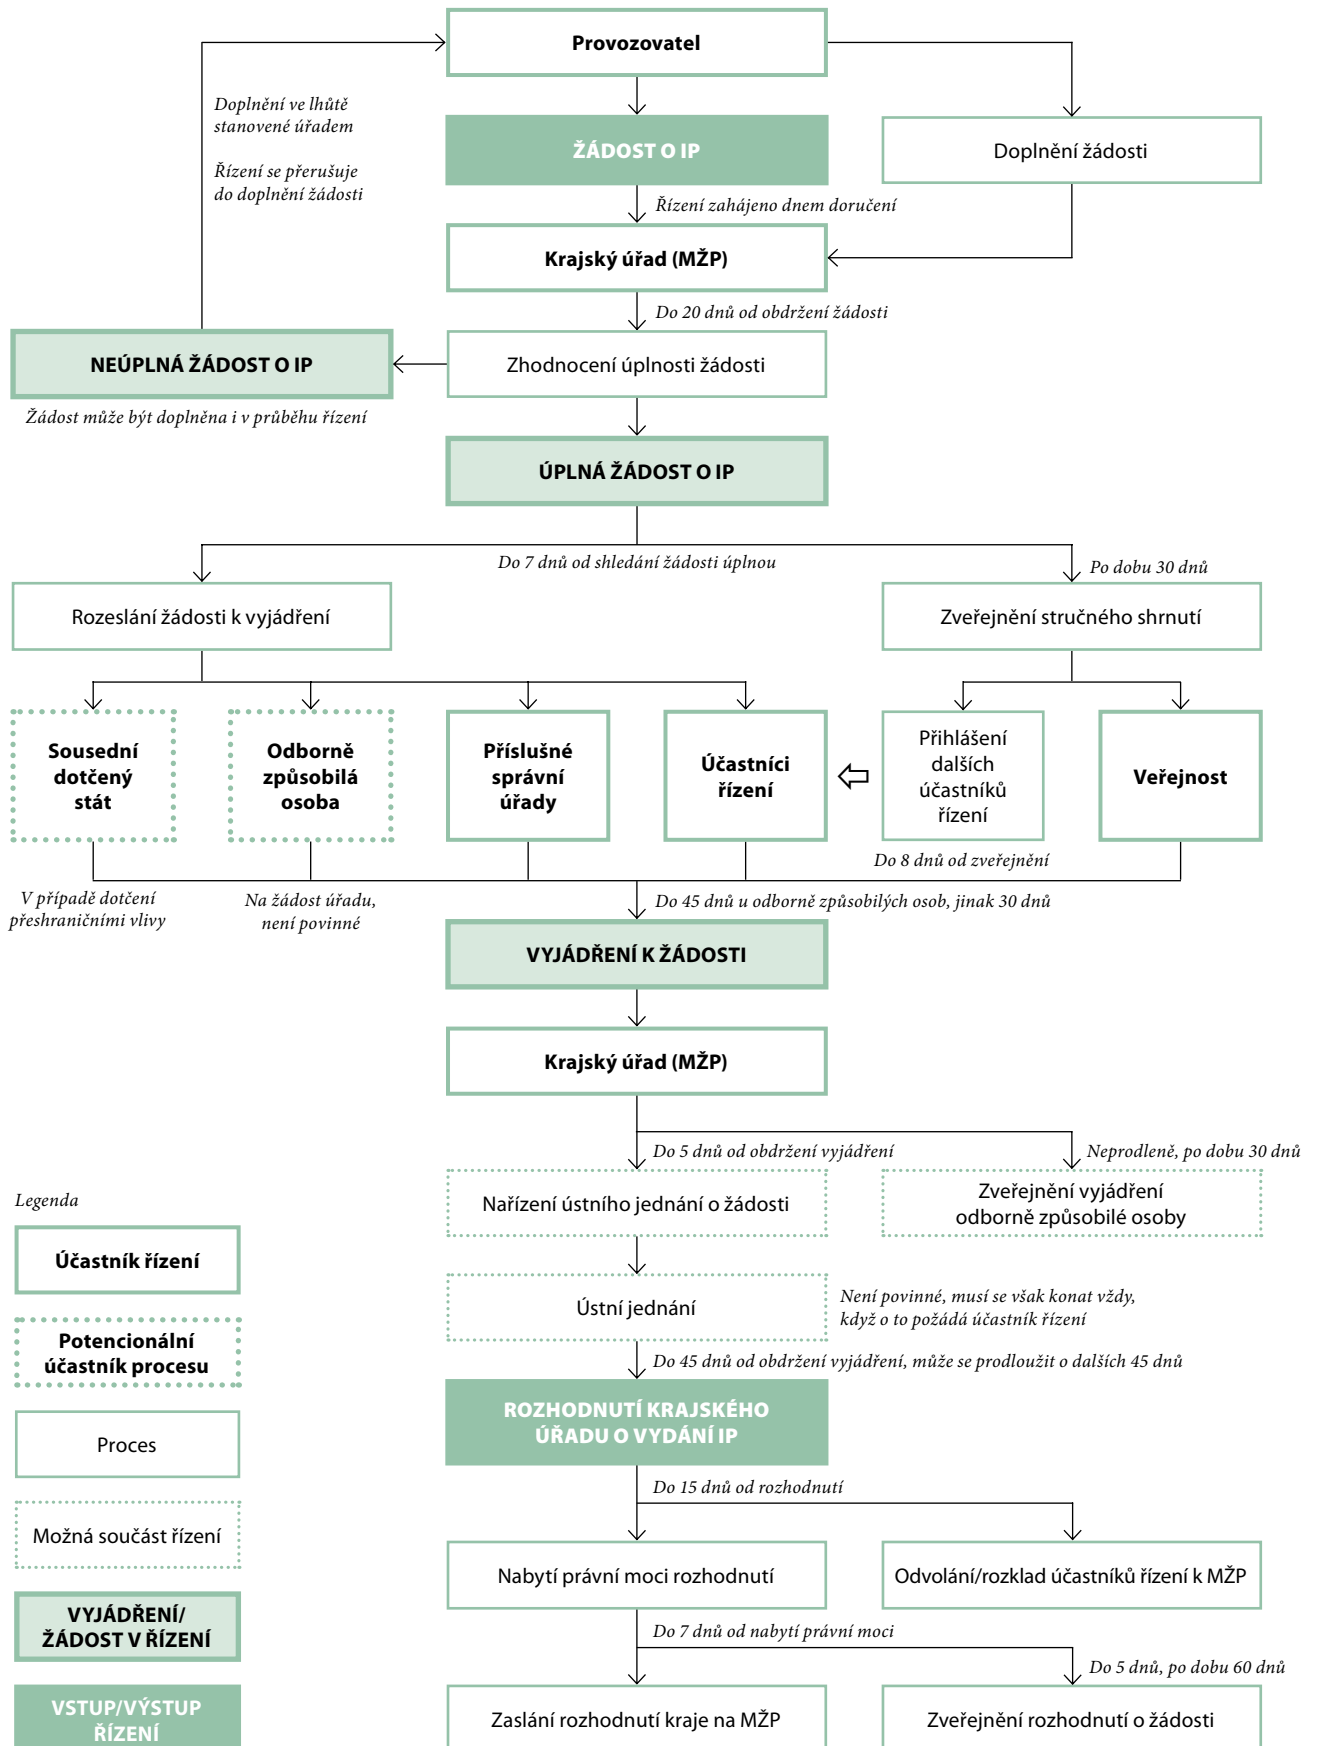 Provozovatel
Doplnění ve lhůtě
stanovené úřadem
Řízení se přerušuje
do doplnění žádosti
ŽÁDOST O IP
Doplnění žádosti
Řízení zahájeno dnem doručení
Krajský úřad (MŽP)
Do 20 dnů od obdržení žádosti
NEÚPLNÁ ŽÁDOST O IP
Zhodnocení úplnosti žádosti
Žádost může být doplněna i v průběhu řízení
ÚPLNÁ ŽÁDOST O IP
Do 7 dnů od shledání žádosti úplnou
Po dobu 30 dnů
Rozeslání žádosti k vyjádření
Zveřejnění stručného shrnutí
Sousední
dotčený
stát
Odborně
způsobilá
osoba
Příslušné
správní
úřady
Účastníci
řízení
Přihlášení
dalších
účastníků
řízení
Veřejnost
Do 8 dnů od zveřejnění
V případě dotčení
přeshraničními vlivy
Na žádost úřadu,
není povinné
Do 45 dnů u odborně způsobilých osob, jinak 30 dnů
VYJÁDŘENÍ K ŽÁDOSTI
Krajský úřad (MŽP)
Do 5 dnů od obdržení vyjádření
Neprodleně, po dobu 30 dnů
Nařízení ústního jednání o žádosti
Zveřejnění vyjádření
odborně způsobilé osoby
Ústní jednání
Není povinné, musí se však konat vždy,
když o to požádá účastník řízení
Do 45 dnů od obdržení vyjádření, může se prodloužit o dalších 45 dnů
ROZHODNUTÍ KRAJSKÉHO
ÚŘADU O VYDÁNÍ IP
Do 15 dnů od rozhodnutí
Nabytí právní moci rozhodnutí
Odvolání/rozklad účastníků řízení k MŽP
Do 7 dnů od nabytí právní moci
Do 5 dnů, po dobu 60 dnů
Zaslání rozhodnutí kraje na MŽP
Zveřejnění rozhodnutí o žádosti
Legenda
Účastník řízení
Potencionální
účastník procesu
Proces
Možná součást řízení
VYJÁDŘENÍ/
ŽÁDOST V ŘÍZENÍ
VSTUP/VÝSTUP
ŘÍZENÍ